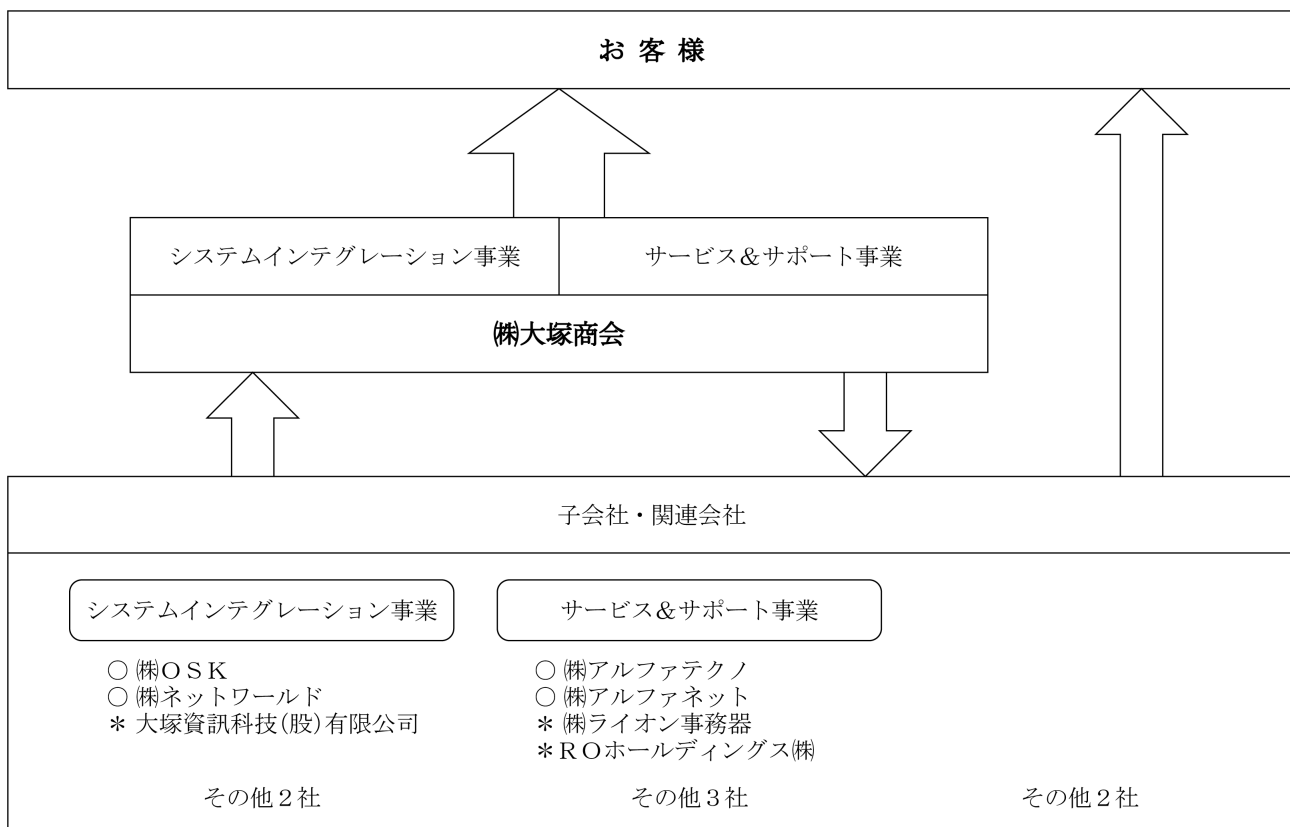 お 客 様
システムインテグレーション事業
サービス＆サポート事業
㈱大塚商会
子会社・関連会社
システムインテグレーション事業
○ ㈱ＯＳＫ
○ ㈱ネットワールド
＊ 大塚資訊科技(股)有限公司
その他２社
サービス＆サポート事業
○ ㈱アルファテクノ
○ ㈱アルファネット
＊ ㈱ライオン事務器
＊ＲＯホールディングス㈱
その他３社
その他２社